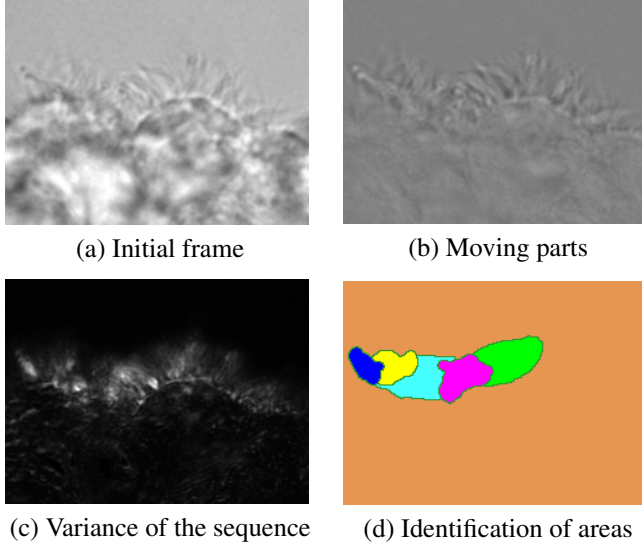 (a) Initial frame
(b) Moving parts
(c) Variance of the sequence
(d) Identification of areas